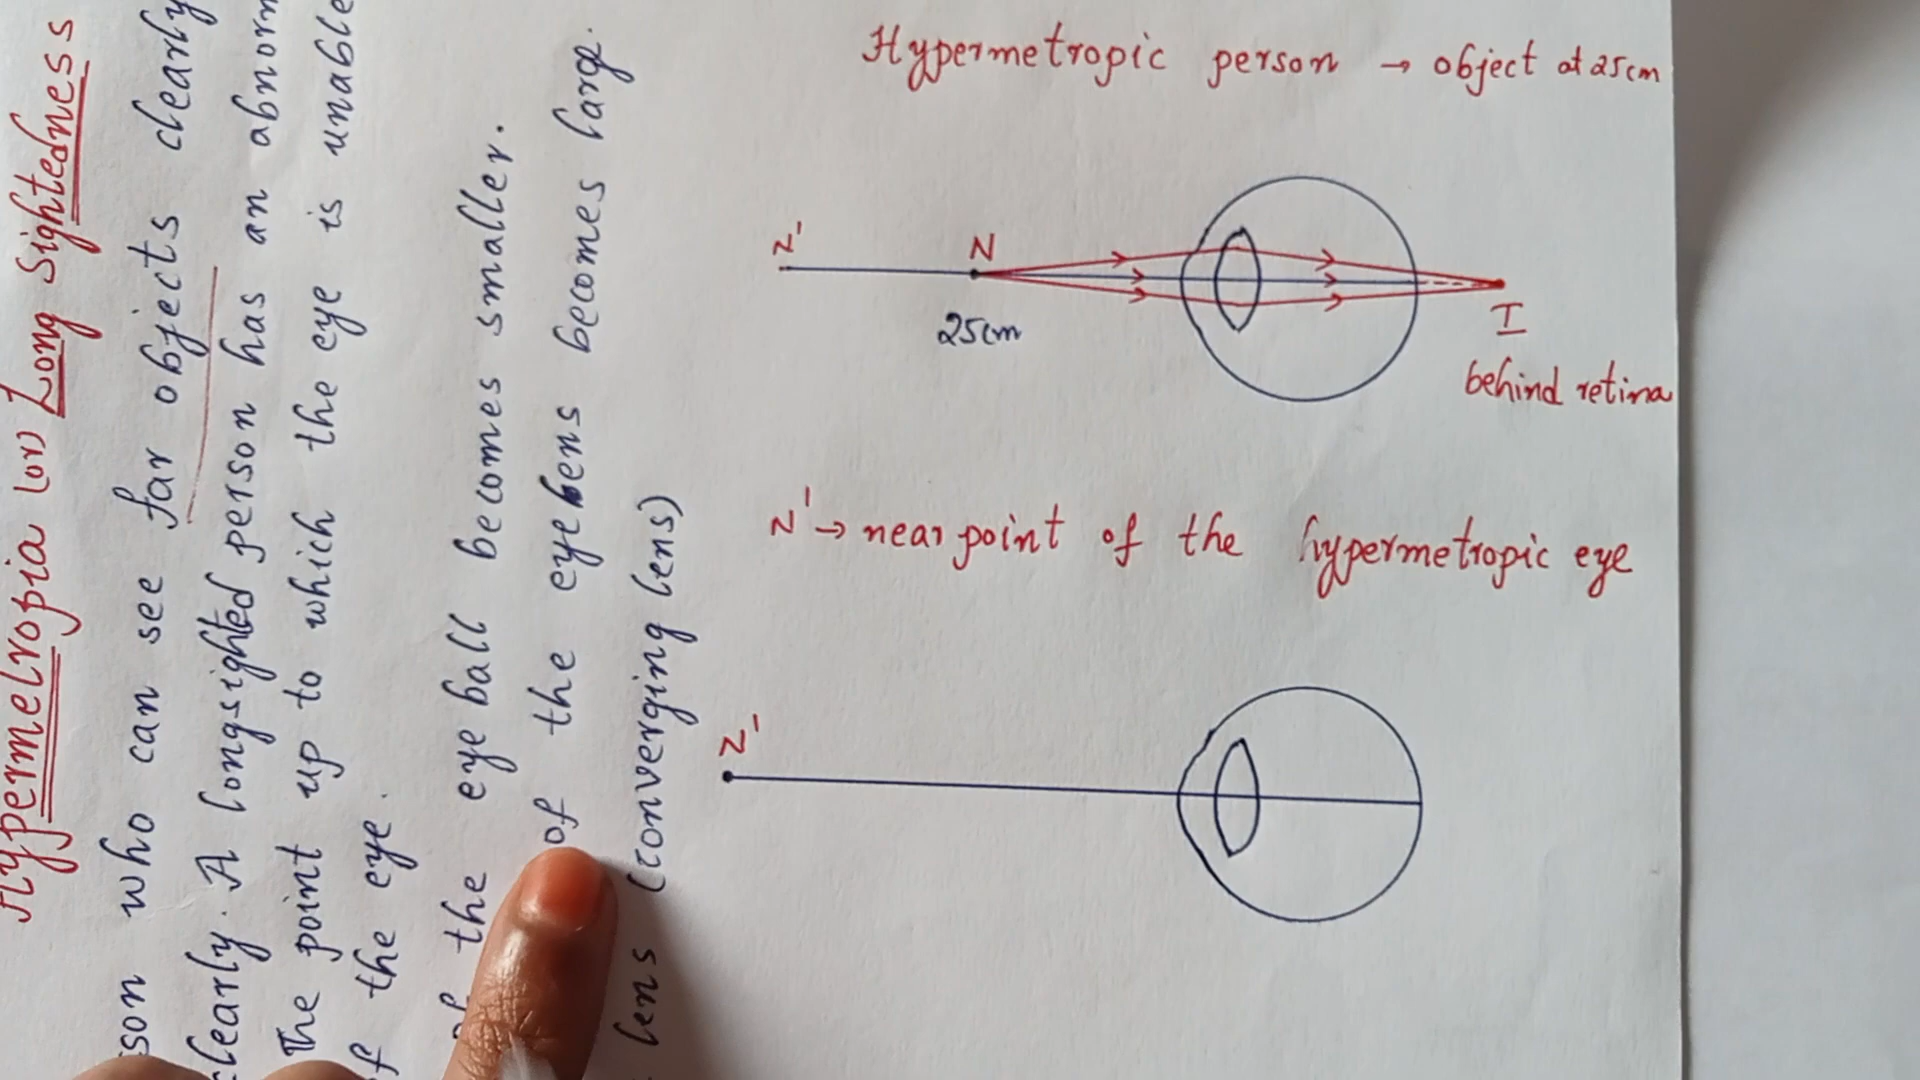 Hypermetropia (or) Long Sightedness
son who can see far objects clearly
clearly. A longsighted person has an abnorm
The point up to which the eye is unable
of the eye.
of the eye ball becomes smaller.
of the eye lens becomes large.
lens (converging lens)
Hypermetropic person → object at 25cm
N' N
25cm
I
behind retina
N' → near point of the hypermetropic eye
N'